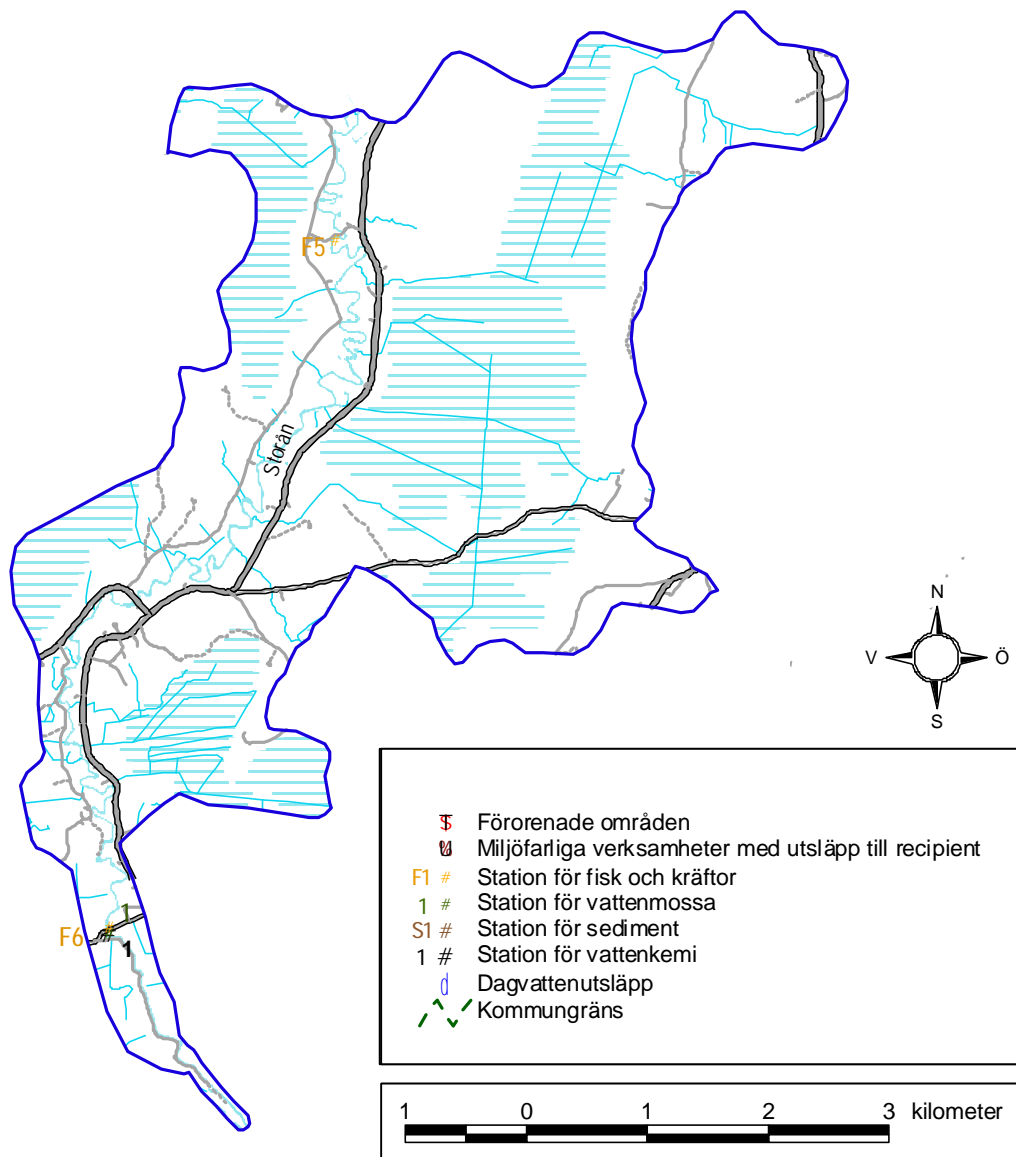 F5 #
Storån
N
V Ö
S
1
F6 #
1
Förorenade områden
Miljöfarliga verksamheter med utsläpp till recipient
F1 # Station för fisk och kräftor
1 # Station för vattenmossa
S1 # Station för sediment
1 # Station för vattenkemi
d Dagvattenutsläpp
Kommungräns
1 0 1 2 3 kilometer